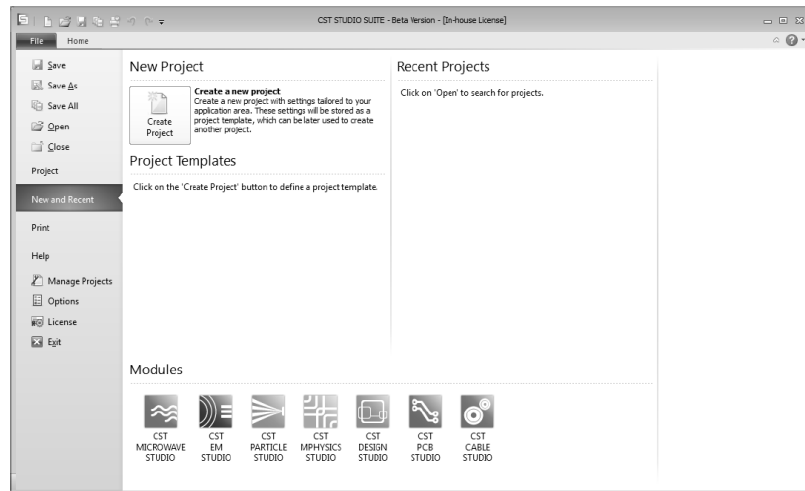 CST STUDIO SUITE - Beta Version - [In-house License]
File Home
Save
Save As
Save All
Open
Close
Project
New and Recent
Print
Help
Manage Projects
Options
License
Exit
New Project
Create Project
Create a new project
Create a new project with settings tailored to your
application area. These settings will be stored as a
project template, which can be later used to create
another project.
Project Templates
Click on the 'Create Project' button to define a project template.
Recent Projects
Click on 'Open' to search for projects.
Modules
CST MICROWAVE STUDIO
CST EM STUDIO
CST PARTICLE STUDIO
CST MPHYSICS STUDIO
CST DESIGN STUDIO
CST PCB STUDIO
CST CABLE STUDIO